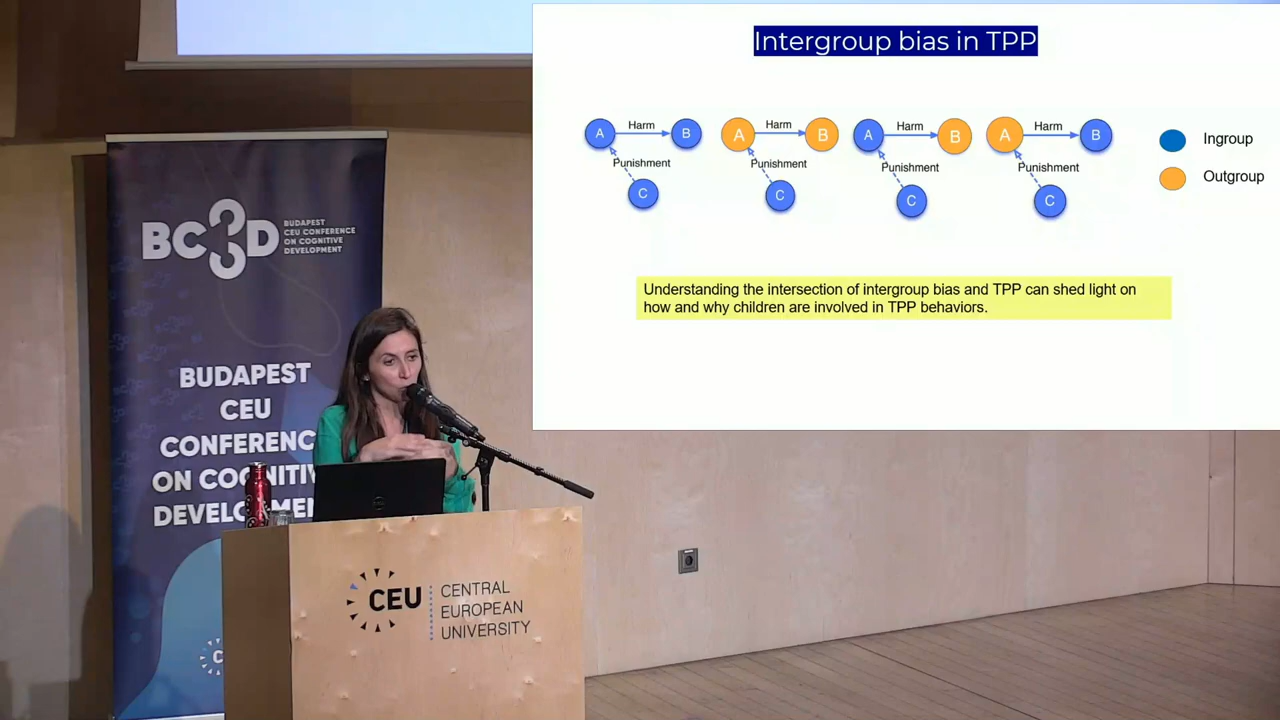 Intergroup bias in TPP
A Harm B
Punishment
C
A Harm B
Punishment
C
A Harm B
Punishment
C
A Harm B
Punishment
C
Ingroup
Outgroup
Understanding the intersection of intergroup bias and TPP can shed light on
how and why children are involved in TPP behaviors.
BC3D
BUDAPEST
CEU CONFERENCE
ON COGNITIVE
DEVELOPMENT
BUDAPEST
CEU
CONFERENC
ON COGNITIV
DEVELOPMEN
CEU
CENTRAL
EUROPEAN
UNIVERSITY